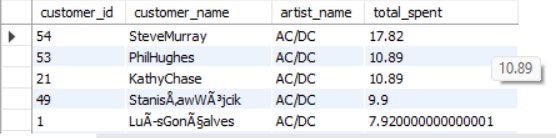 customer_id customer_name artist_name total_spent
54 SteveMurray AC/DC 17.82
53 PhilHughes AC/DC 10.89
10.89
21 KathyChase AC/DC 10.89
49 StanisÅ‚awWÃ³jcik AC/DC 9.9
1 LuÃ-sGonÃ§alves AC/DC 7.920000000000001